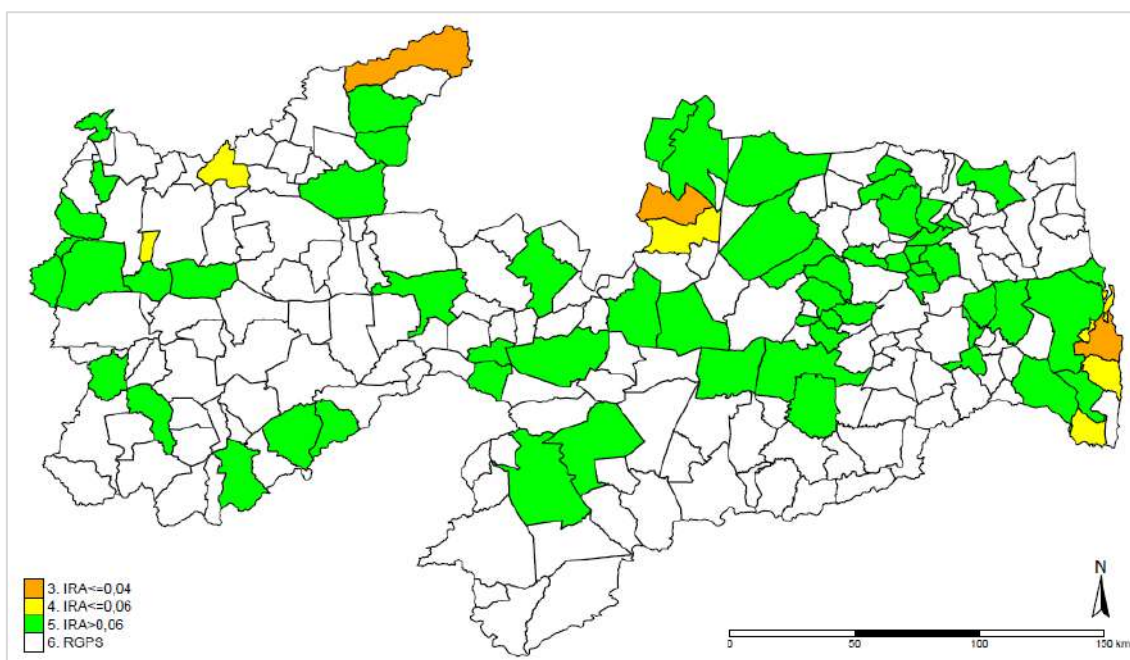 3. IRA<=0,04
4. IRA<=0,06
5. IRA>0,06
6. RGPS
N
0 50 100 150 km